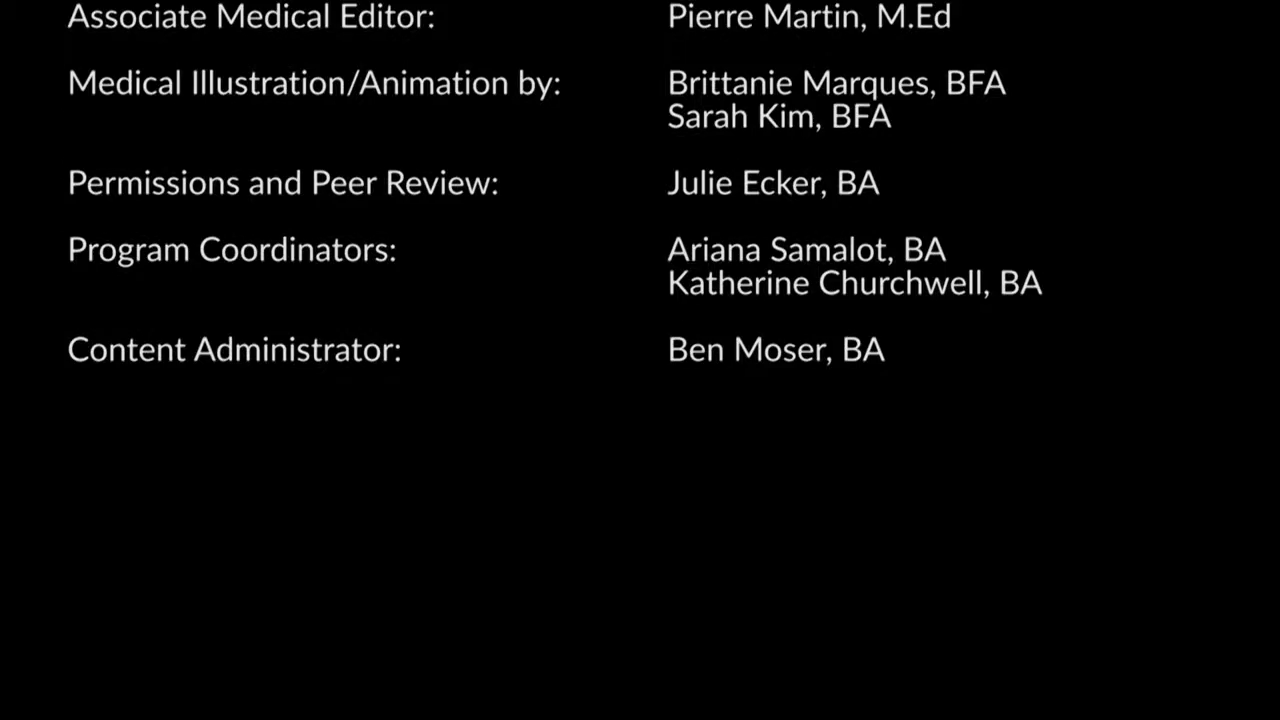 Associate Medical Editor: Pierre Martin, M.Ed
Medical Illustration/Animation by: Brittanie Marques, BFA
Sarah Kim, BFA
Permissions and Peer Review: Julie Ecker, BA
Program Coordinators: Ariana Samalot, BA
Katherine Churchwell, BA
Content Administrator: Ben Moser, BA